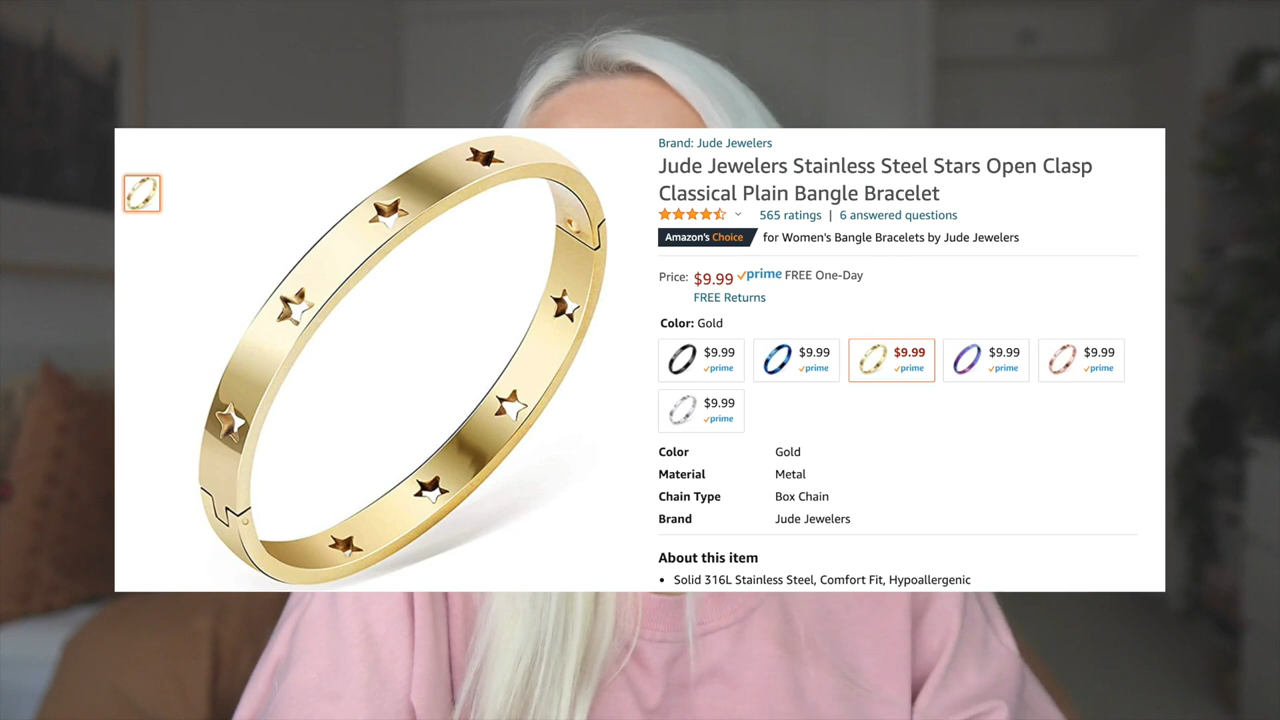 Brand: Jude Jewelers
Jude Jewelers Stainless Steel Stars Open Clasp
Classical Plain Bangle Bracelet
565 ratings | 6 answered questions
Amazon's Choice for Women's Bangle Bracelets by Jude Jewelers
Price: $9.99 prime FREE One-Day
FREE Returns
Color: Gold
$9.99 $9.99 $9.99 $9.99 $9.99
prime prime prime prime prime
$9.99
prime
Color Gold
Material Metal
Chain Type Box Chain
Brand Jude Jewelers
About this item
• Solid 316L Stainless Steel, Comfort Fit, Hypoallergenic